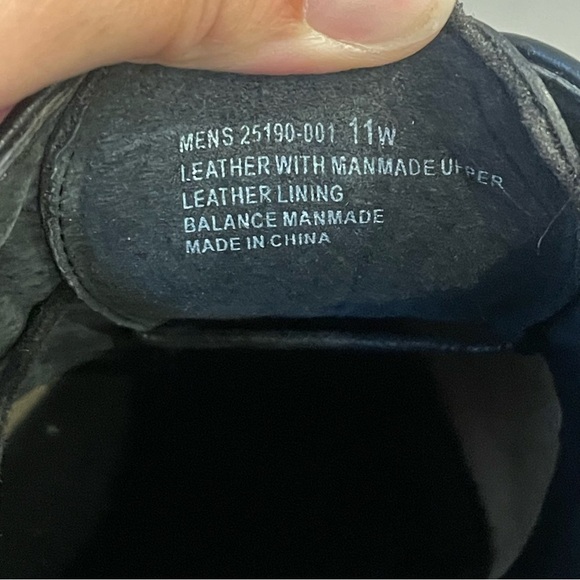 MENS 25190-001 11W
LEATHER WITH MANMADE UPPER
LEATHER LINING
BALANCE MANMADE
MADE IN CHINA